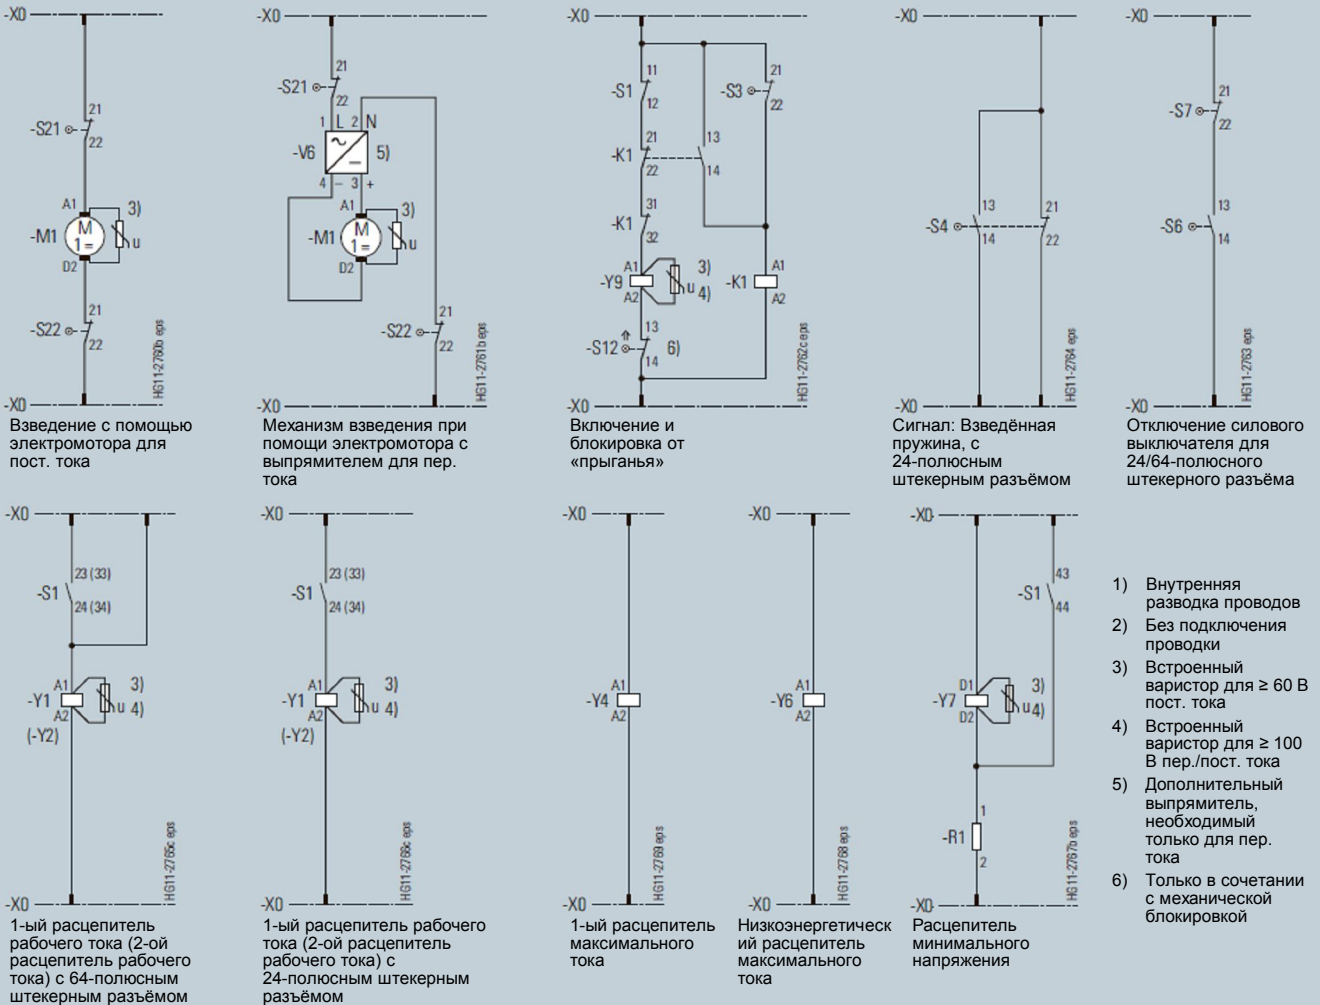 -X0
21
-S21
22
A1
3)
-M1
M
1=
u
D2
21
-S22
22
HG11-2760b eps
-X0
Взведение с помощью
электромотора для
пост. тока
-X0
21
-S21
22
1 L 2 N
-V6
5)
4 – 3 +
A1
3)
-M1
M
1=
u
D2
21
-S22
22
HG11-2761b eps
Механизм взведения при
помощи электромотора с
выпрямителем для пер.
тока
-X0
11
-S1
12
21
-S3
22
21
-K1
22
13
14
31
-K1
32
A1
3)
-Y9
u 4)
A2
A1
-K1
A2
13
-S12
6)
14
HG11-2762c eps
-X0
Включение и
блокировка от
«прыганья»
-X0
13
-S4
14
21
22
HG11-2764 eps
-X0
Сигнал: Взведённая
пружина, с
24-полюсным
штекерным разъёмом
-X0
21
-S7
22
13
-S6
14
HG11-2763 eps
-X0
Отключение силового
выключателя для
24/64-полюсного
штекерного разъёма
-X0
23 (33)
-S1
24 (34)
A1
3)
-Y1
u 4)
A2
(-Y2)
HG11-2765c eps
-X0
1-ый расцепитель
рабочего тока (2-ой
расцепитель рабочего
тока) с 64-полюсным
штекерным разъёмом
-X0
23 (33)
-S1
24 (34)
A1
3)
-Y1
u 4)
A2
(-Y2)
HG11-2766c eps
-X0
1-ый расцепитель рабочего
тока (2-ой расцепитель
рабочего тока) с
24-полюсным штекерным
разъёмом
-X0
A1
-Y4
A2
HG11-2769 eps
-X0
1-ый расцепитель
максимального
тока
-X0
A1
-Y6
A2
HG11-2768 eps
-X0
Низкоэнергетическ
ий расцепитель
максимального
тока
-X0
43
-S1
44
D1
3)
-Y7
u 4)
D2
1
-R1
2
HG11-2767b eps
-X0
Расцепитель
минимального
напряжения
1) Внутренняя
разводка проводов
2) Без подключения
проводки
3) Встроенный
варистор для ≥ 60 В
пост. тока
4) Встроенный
варистор для ≥ 100
В пер./пост. тока
5) Дополнительный
выпрямитель,
необходимый
только для пер.
тока
6) Только в сочетании
с механической
блокировкой